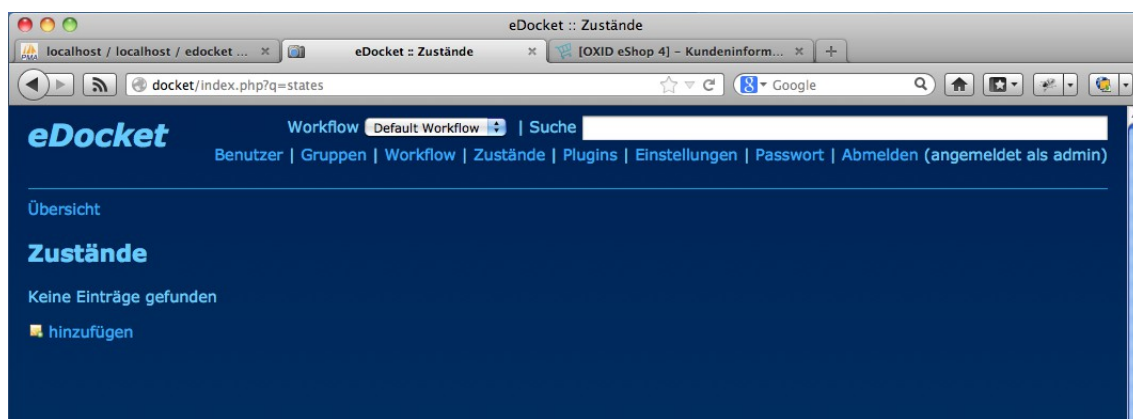 eDocket :: Zustände
PMA localhost / localhost / edocket ... eDocket :: Zustände [OXID eShop 4] – Kundeninform...
docket/index.php?q=states Google
eDocket Workflow Default Workflow | Suche
Benutzer | Gruppen | Workflow | Zustände | Plugins | Einstellungen | Passwort | Abmelden (angemeldet als admin)
Übersicht
Zustände
Keine Einträge gefunden
hinzufügen